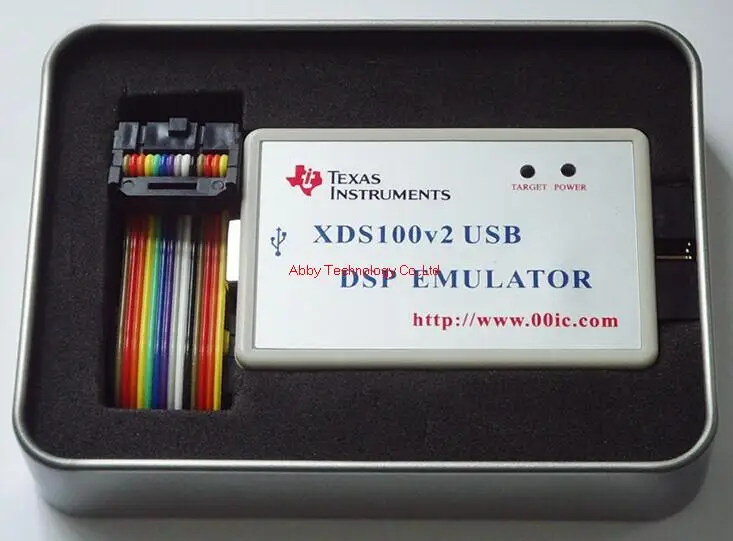 TEXAS
INSTRUMENTS
TARGET POWER
XDS100v2 USB
Abby Technology Co Ltd
DSP EMULATOR
http://www.00ic.com